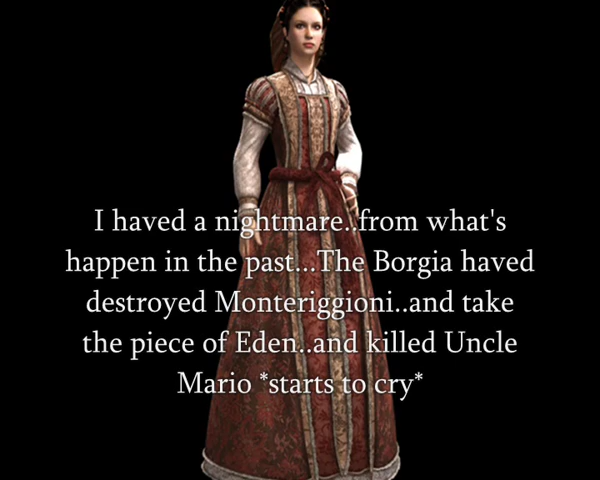 I haved a nightmare..from what's
happen in the past...The Borgia haved
destroyed Monteriggioni..and take
the piece of Eden..and killed Uncle
Mario *starts to cry*